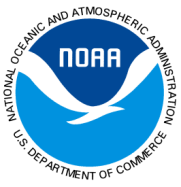 NATIONAL OCEANIC AND ATMOSPHERIC ADMINISTRATION
NOAA
U.S. DEPARTMENT OF COMMERCE